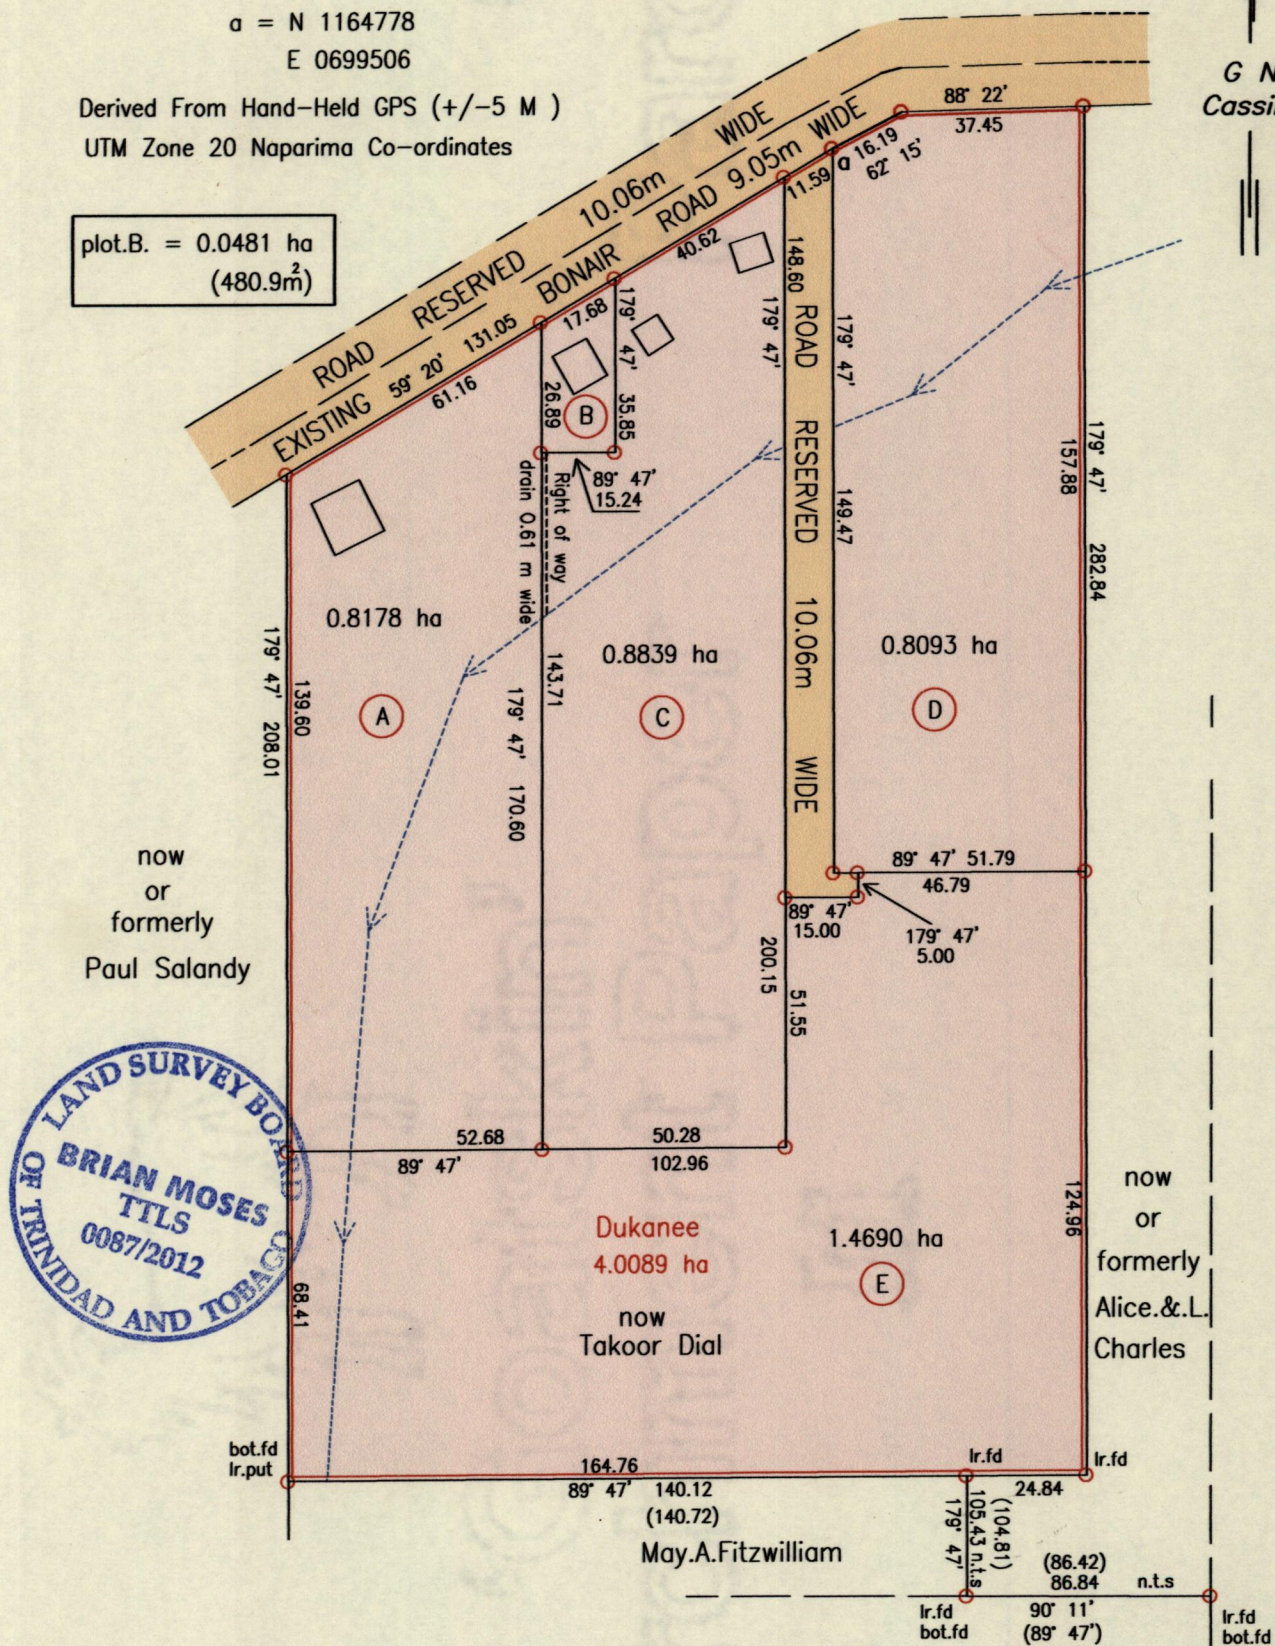 a = N 1164778
E 0699506
Derived From Hand-Held GPS (+/-5 M )
UTM Zone 20 Naparima Co-ordinates
plot.B. = 0.0481 ha
(480.9m²)
G N
Cassi
ROAD RESERVED 10.06m WIDE
EXISTING BONAIR ROAD 9.05m WIDE
59° 20' 131.05
61.16
17.68
40.62
11.59
a 16.19
62° 15'
88° 22'
37.45
179° 47'
35.85
26.89
B
89° 47'
15.24
Right of way
drain 0.61 m wide
148.60
179° 47'
ROAD RESERVED 10.06m WIDE
179° 47'
149.47
157.88
179° 47' 282.84
0.8178 ha
A
0.8839 ha
C
0.8093 ha
D
179° 47' 208.01
139.60
143.71
179° 47' 170.60
89° 47' 51.79
46.79
89° 47'
15.00
179° 47'
5.00
200.15
51.55
now
or
formerly
Paul Salandy
LAND SURVEY BOARD
OF TRINIDAD AND TOBAGO
BRIAN MOSES
TTLS
0087/2012
52.68
89° 47'
50.28
102.96
124.96
68.41
Dukanee
4.0089 ha
now
Takoor Dial
1.4690 ha
E
now
or
formerly
Alice.&.L.
Charles
bot.fd
Ir.put
164.76
89° 47' 140.12
(140.72)
Ir.fd
Ir.fd
24.84
May.A.Fitzwilliam
(104.81)
105.43 n.t.s
179° 47'
(86.42)
86.84 n.t.s
Ir.fd
bot.fd
90° 11'
(89° 47')
Ir.fd
bot.fd